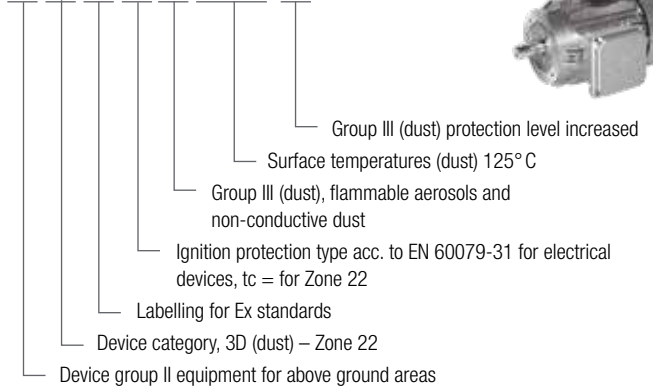 Group III (dust) protection level increased
Surface temperatures (dust) 125° C
Group III (dust), flammable aerosols and
non-conductive dust
Ignition protection type acc. to EN 60079-31 for electrical
devices, tc = for Zone 22
Labelling for Ex standards
Device category, 3D (dust) – Zone 22
Device group II equipment for above ground areas